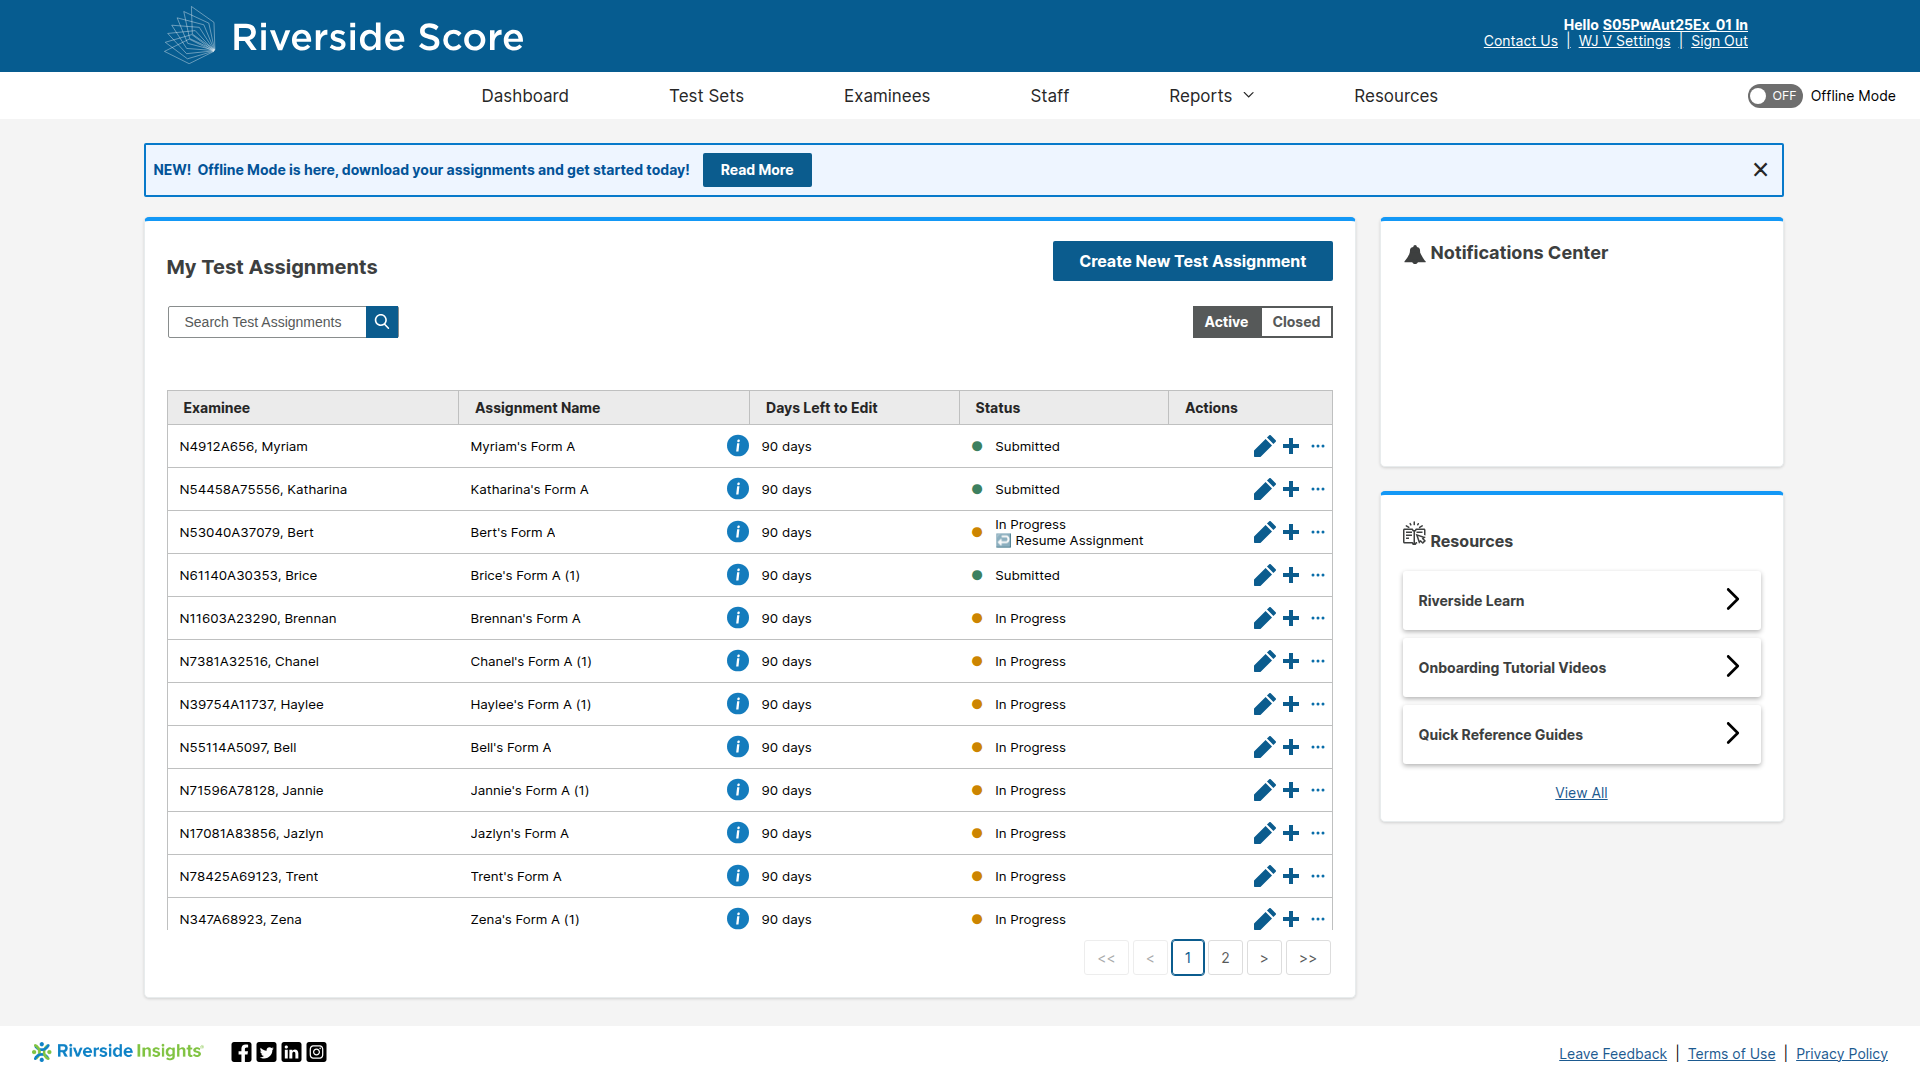 Riverside Score
Hello S05PwAut25Ex_01 In
Contact Us | WJ V Settings | Sign Out
Dashboard
Test Sets
Examinees
Staff
Reports
Resources
OFF
Offline Mode
NEW! Offline Mode is here, download your assignments and get started today!
Read More
My Test Assignments
Create New Test Assignment
Search Test Assignments
Active
Closed
Examinee Assignment Name Days Left to Edit Status Actions
N4912A656, Myriam Myriam's Form A i 90 days Submitted
N54458A75556, Katharina Katharina's Form A i 90 days Submitted
N53040A37079, Bert Bert's Form A i 90 days In Progress
Resume Assignment
N61140A30353, Brice Brice's Form A (1) i 90 days Submitted
N11603A23290, Brennan Brennan's Form A i 90 days In Progress
N7381A32516, Chanel Chanel's Form A (1) i 90 days In Progress
N39754A11737, Haylee Haylee's Form A (1) i 90 days In Progress
N55114A5097, Bell Bell's Form A i 90 days In Progress
N71596A78128, Jannie Jannie's Form A (1) i 90 days In Progress
N17081A83856, Jazlyn Jazlyn's Form A i 90 days In Progress
N78425A69123, Trent Trent's Form A i 90 days In Progress
N347A68923, Zena Zena's Form A (1) i 90 days In Progress
<< < 1 2 > >>
Notifications Center
Resources
Riverside Learn
Onboarding Tutorial Videos
Quick Reference Guides
View All
Riverside Insights
Leave Feedback | Terms of Use | Privacy Policy